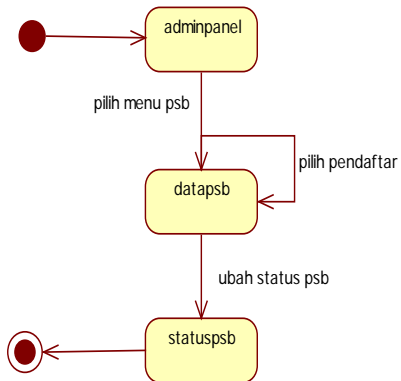 adminpanel
pilih menu psb
pilih pendaftar
datapsb
ubah status psb
statuspsb